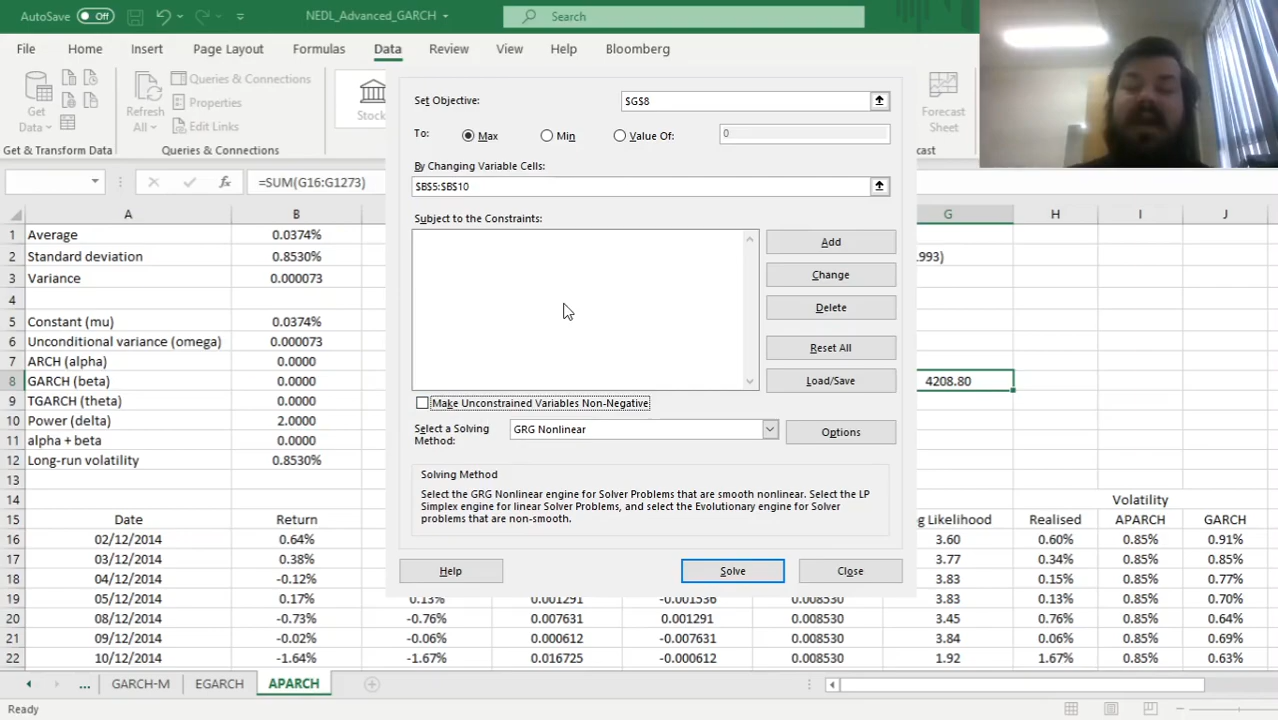 AutoSave Off NEDL_Advanced_GARCH Search
File Home Insert Page Layout Formulas Data Review View Help Bloomberg
Get Data
Refresh All
Queries & Connections
Properties
Edit Links
Stock
Forecast Sheet
Get & Transform Data Queries & Connections cast
Set Objective: $G$8
To: Max Min Value Of: 0
By Changing Variable Cells:
$B$5:$B$10
Subject to the Constraints:
Add
Change
Delete
Reset All
Load/Save
Make Unconstrained Variables Non-Negative
Select a Solving Method: GRG Nonlinear Options
Solving Method
Select the GRG Nonlinear engine for Solver Problems that are smooth nonlinear. Select the LP
Simplex engine for linear Solver Problems, and select the Evolutionary engine for Solver
problems that are non-smooth.
Help Solve Close
fx =SUM(G16:G1273)
A B G H I J
1 Average 0.0374%
2 Standard deviation 0.8530% 993)
3 Variance 0.000073
4
5 Constant (mu) 0.0374%
6 Unconditional variance (omega) 0.000073
7 ARCH (alpha) 0.0000
8 GARCH (beta) 0.0000 4208.80
9 TGARCH (theta) 0.0000
10 Power (delta) 2.0000
11 alpha + beta 0.0000
12 Long-run volatility 0.8530%
13
14 Volatility
15 Date Return g Likelihood Realised APARCH GARCH
16 02/12/2014 0.64% 3.60 0.60% 0.85% 0.91%
17 03/12/2014 0.38% 3.77 0.34% 0.85% 0.85%
18 04/12/2014 -0.12% 3.83 0.15% 0.85% 0.77%
19 05/12/2014 0.17% 0.13% 0.001291 -0.001536 0.008530 3.83 0.13% 0.85% 0.70%
20 08/12/2014 -0.73% -0.76% 0.007631 0.001291 0.008530 3.45 0.76% 0.85% 0.64%
21 09/12/2014 -0.02% -0.06% 0.000612 -0.007631 0.008530 3.84 0.06% 0.85% 0.69%
22 10/12/2014 -1.64% -1.67% 0.016725 -0.000612 0.008530 1.92 1.67% 0.85% 0.63%
... GARCH-M EGARCH APARCH
Ready